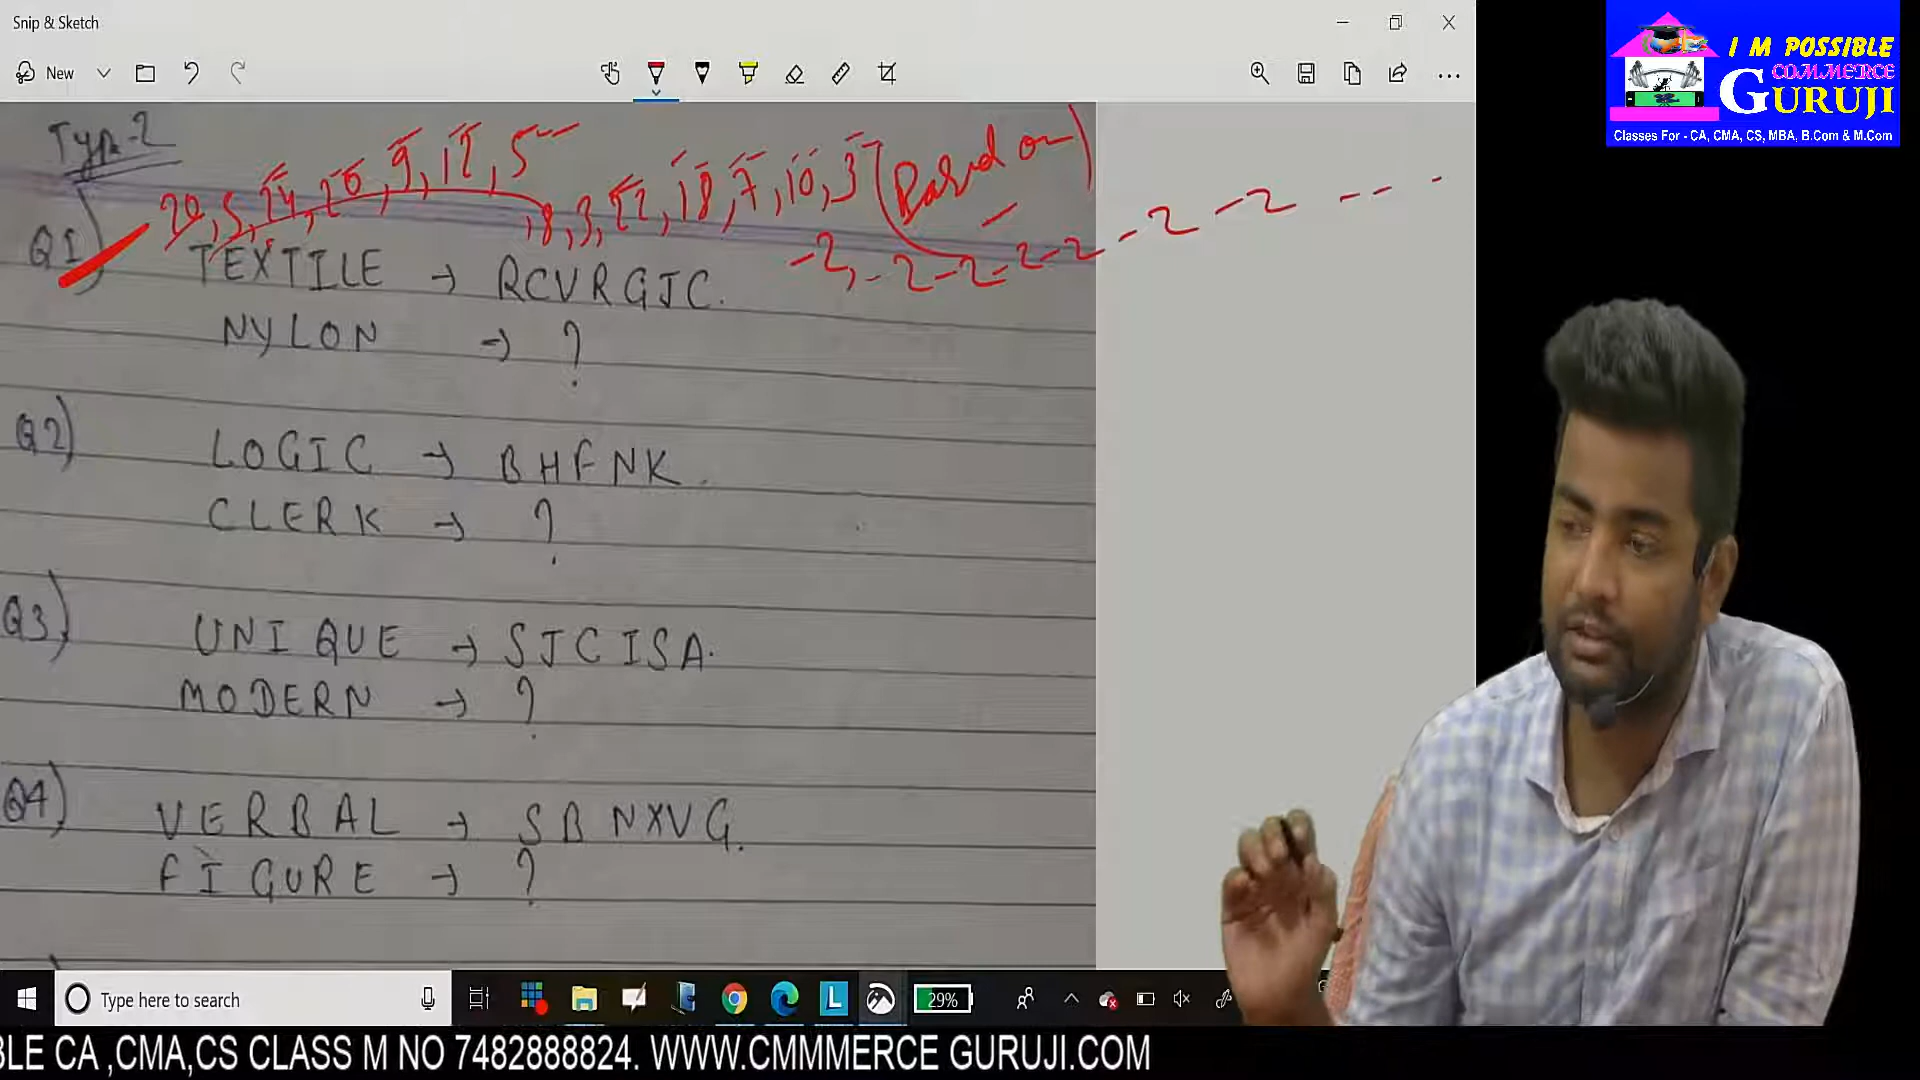 Snip & Sketch
New
I M POSSIBLE
COMMERCE
GURUJI
Classes For - CA, CMA, CS, MBA, B.Com & M.Com
Type-2
20, 5, 24, 20, 9, 12, 5
18, 3, 22, 18, 7, 10, 3 (Based on)
-2, -2 -2 -2 -2 -2 -2
Q1) TEXTILE → RCVRGJC.
NYLON → ?
Q2) LOGIC → BHFNK.
CLERK → ?
Q3) UNIQUE → SJCISA.
MODERN → ?
Q4) VERBAL → SBNXVG.
FIGURE → ?
Type here to search
L
29%
BLE CA ,CMA,CS CLASS M NO 7482888824. WWW.CMMMERCE GURUJI.COM